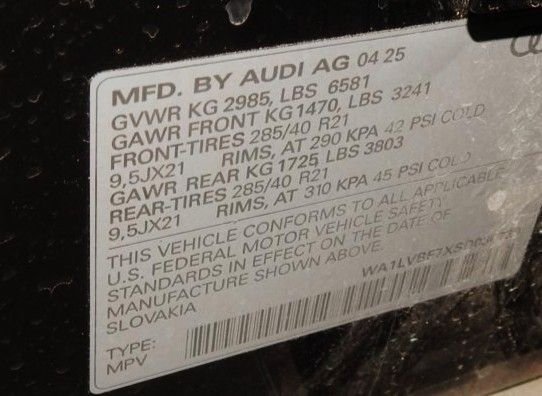 MFD. BY AUDI AG 04 25
GVWR KG 2985, LBS 6581
GAWR FRONT KG 1470, LBS 3241
FRONT-TIRES 285/40 R21
9,5JX21 RIMS, AT 290 KPA 42 PSI COLD
GAWR REAR KG 1725 LBS 3803
REAR-TIRES 285/40 R21
9,5JX21 RIMS, AT 310 KPA 45 PSI COLD
THIS VEHICLE CONFORMS TO ALL APPLICABLE
U.S. FEDERAL MOTOR VEHICLE SAFETY
STANDARDS IN EFFECT ON THE DATE OF
MANUFACTURE SHOWN ABOVE.
SLOVAKIA
TYPE:
MPV